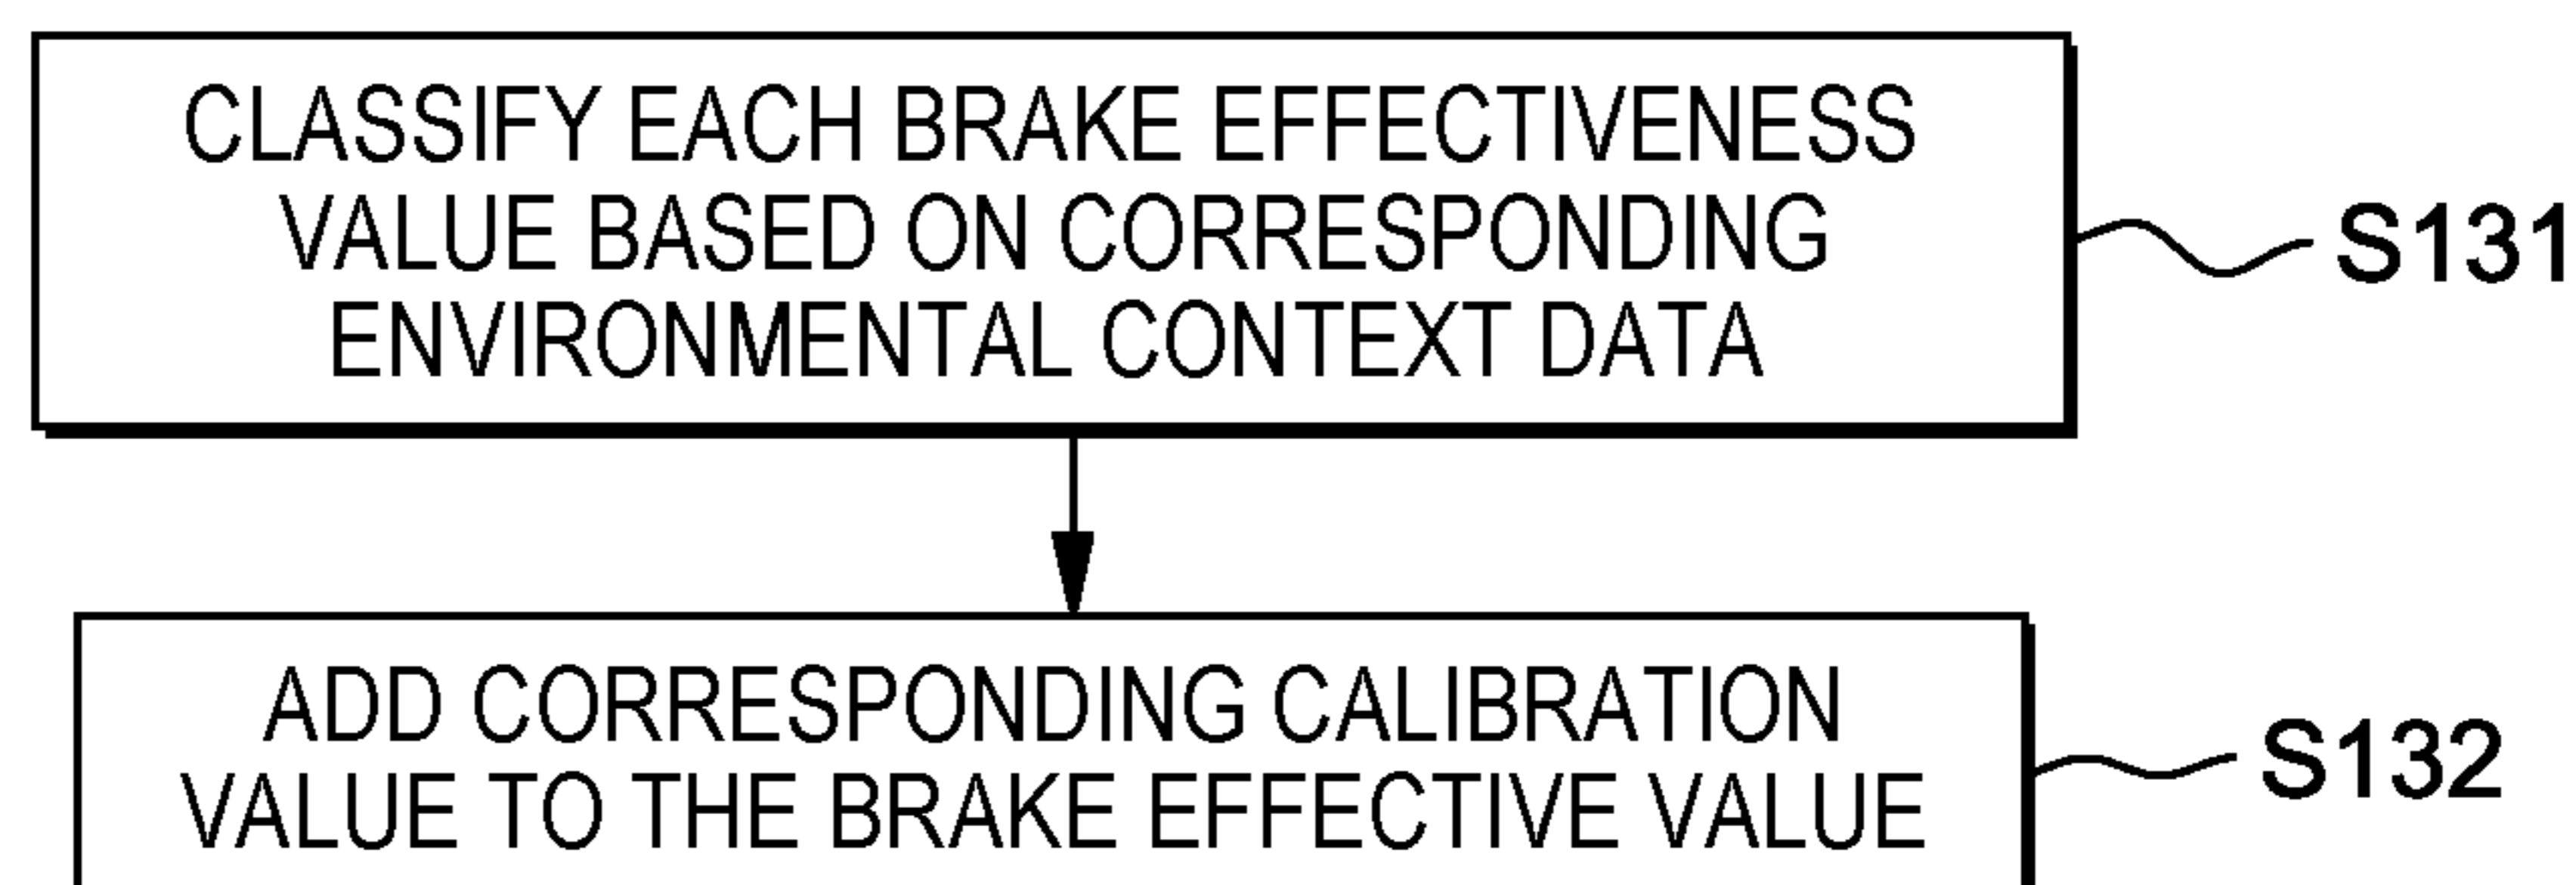 CLASSIFY EACH BRAKE EFFECTIVENESS
VALUE BASED ON CORRESPONDING
ENVIRONMENTAL CONTEXT DATA
S131
ADD CORRESPONDING CALIBRATION
VALUE TO THE BRAKE EFFECTIVE VALUE
S132